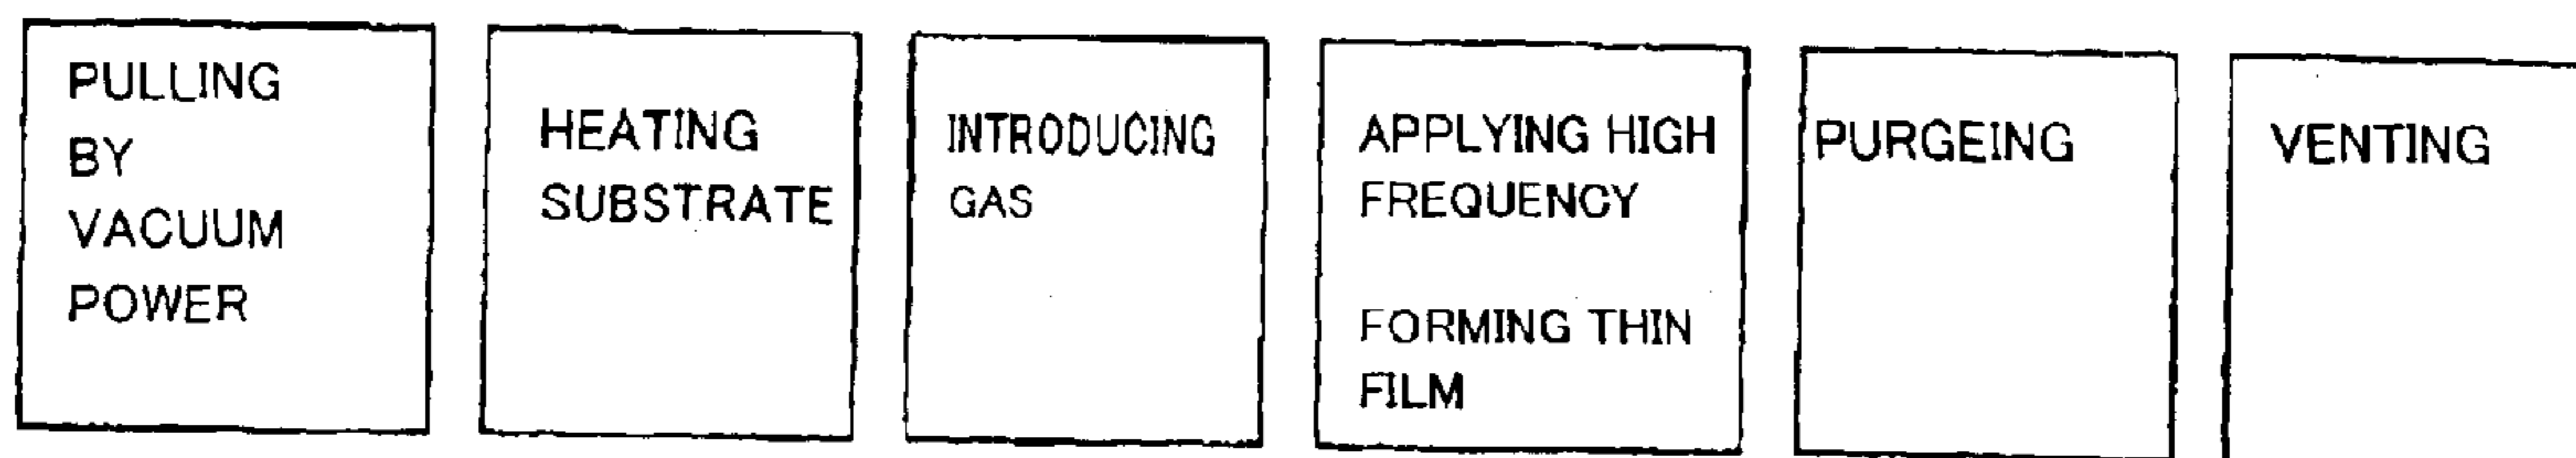 PULLING
BY
VACUUM
POWER
HEATING
SUBSTRATE
INTRODUCING
GAS
APPLYING HIGH
FREQUENCY
FORMING THIN
FILM
PURGEING
VENTING